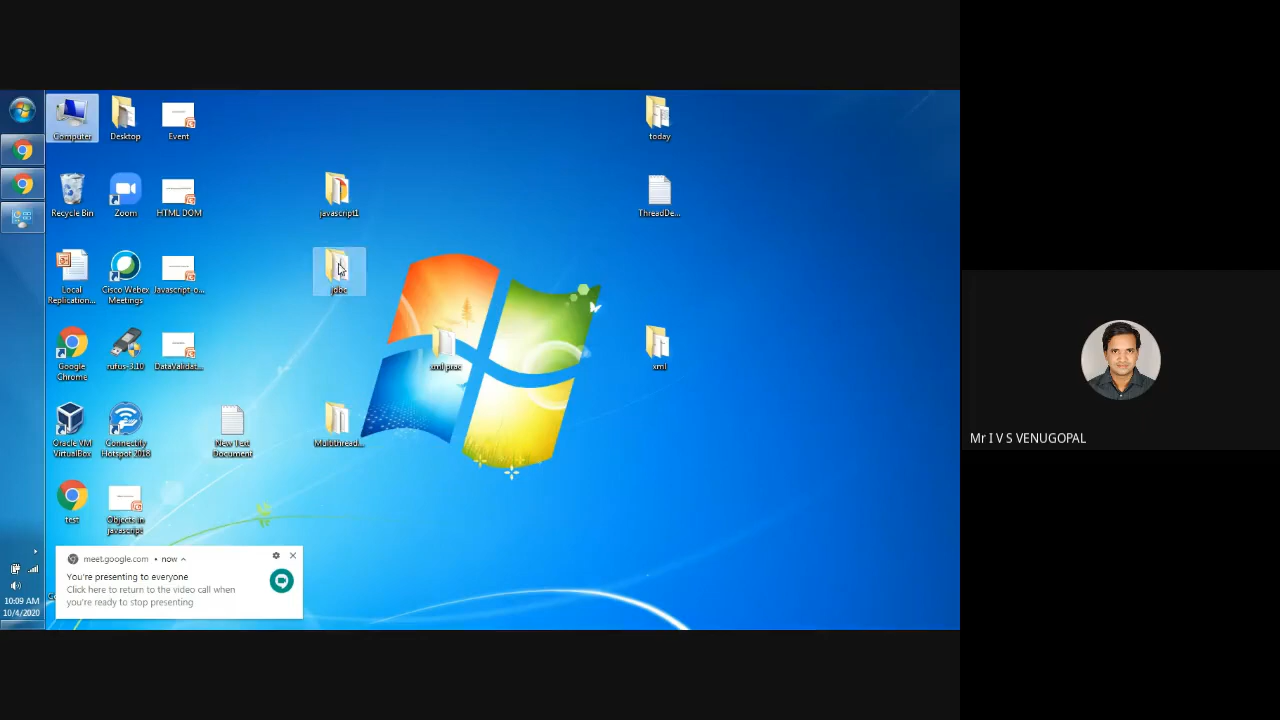 Computer
Desktop
Event
today
Recycle Bin
Zoom
HTML DOM
javascript1
ThreadDe...
Local
Replication...
Cisco Webex
Meetings
Javascript-o...
jdbc
Google
Chrome
rufus-3.10
DataValidat...
xml prac
xml
Oracle VM
VirtualBox
Connectify
Hotspot 2018
New Text
Document
Multithread...
test
Objects in
javascript
meet.google.com • now
You're presenting to everyone
Click here to return to the video call when
you're ready to stop presenting
10:09 AM
10/4/2020
Mr I V S VENUGOPAL